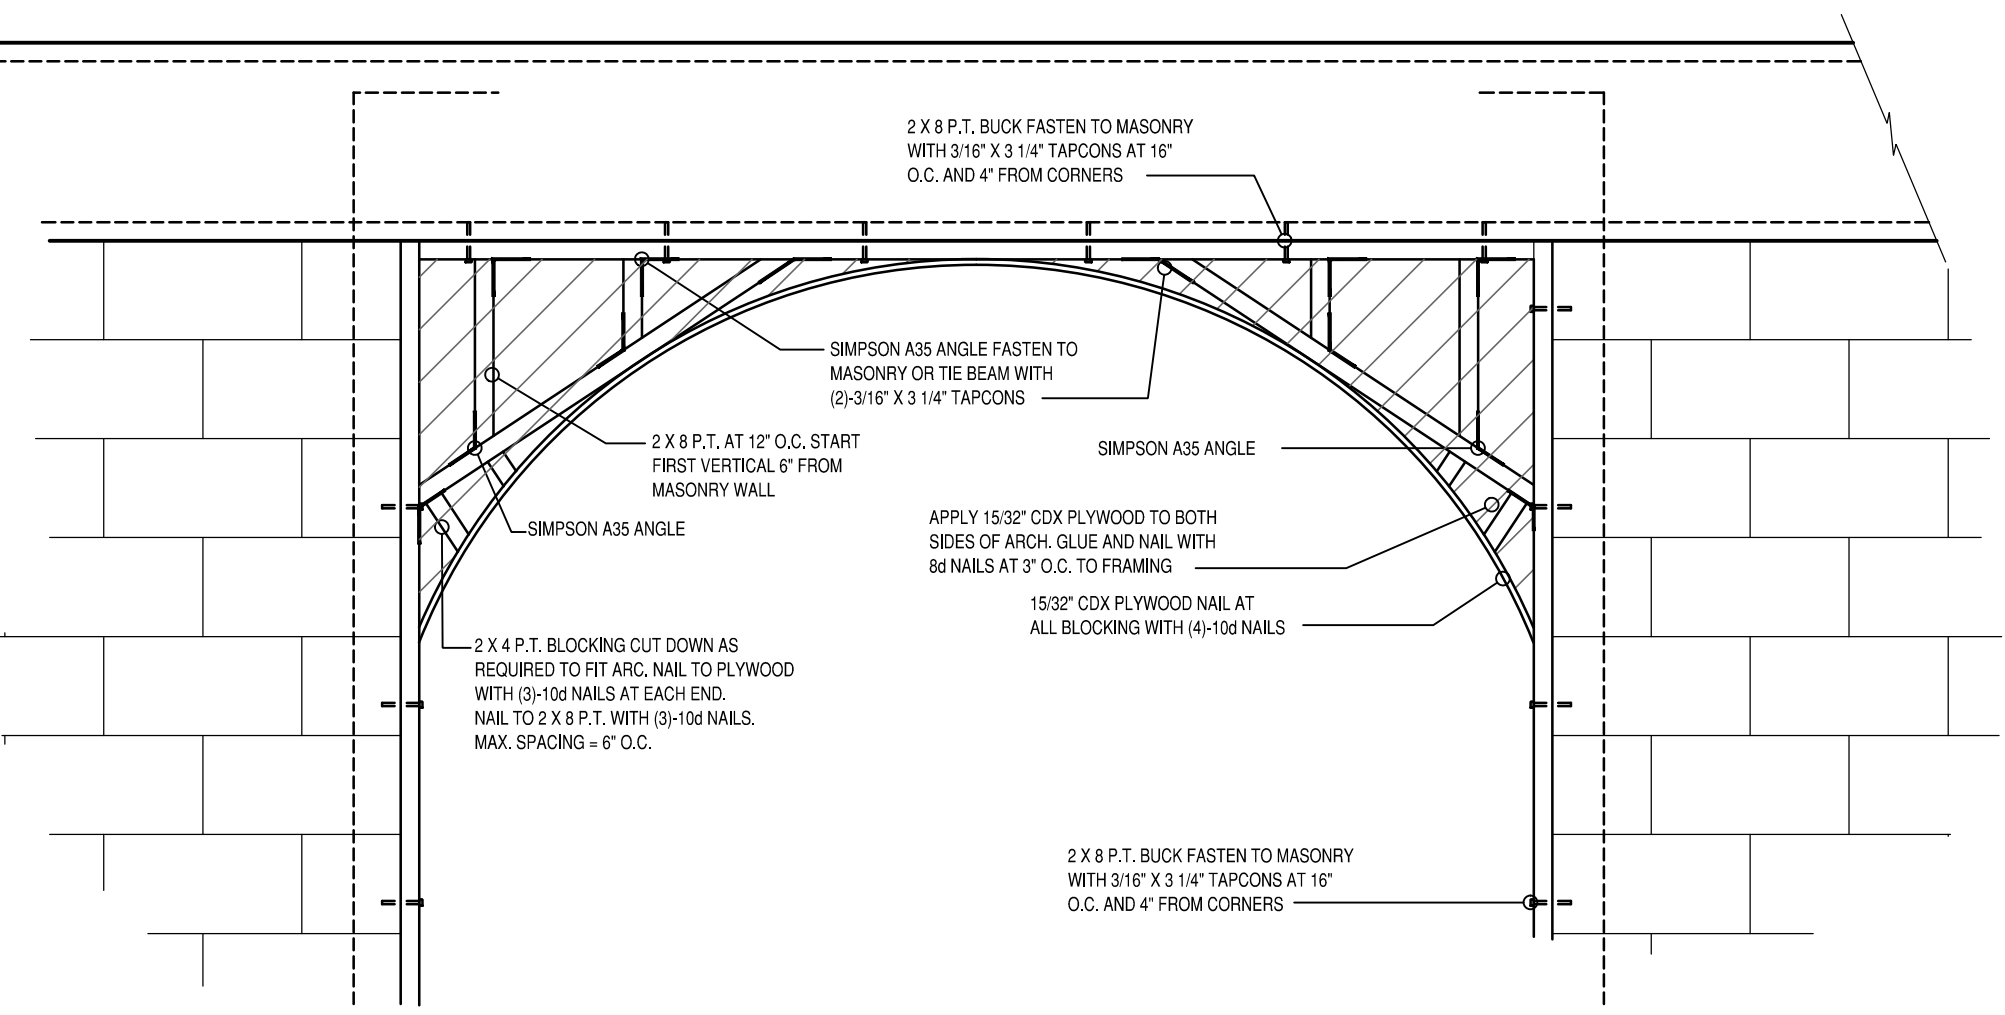 2 X 8 P.T. BUCK FASTEN TO MASONRY
WITH 3/16" X 3 1/4" TAPCONS AT 16"
O.C. AND 4" FROM CORNERS
SIMPSON A35 ANGLE FASTEN TO
MASONRY OR TIE BEAM WITH
(2)-3/16" X 3 1/4" TAPCONS
2 X 8 P.T. AT 12" O.C. START
FIRST VERTICAL 6" FROM
MASONRY WALL
SIMPSON A35 ANGLE
SIMPSON A35 ANGLE
APPLY 15/32" CDX PLYWOOD TO BOTH
SIDES OF ARCH. GLUE AND NAIL WITH
8d NAILS AT 3" O.C. TO FRAMING
15/32" CDX PLYWOOD NAIL AT
ALL BLOCKING WITH (4)-10d NAILS
2 X 4 P.T. BLOCKING CUT DOWN AS
REQUIRED TO FIT ARC. NAIL TO PLYWOOD
WITH (3)-10d NAILS AT EACH END.
NAIL TO 2 X 8 P.T. WITH (3)-10d NAILS.
MAX. SPACING = 6" O.C.
2 X 8 P.T. BUCK FASTEN TO MASONRY
WITH 3/16" X 3 1/4" TAPCONS AT 16"
O.C. AND 4" FROM CORNERS